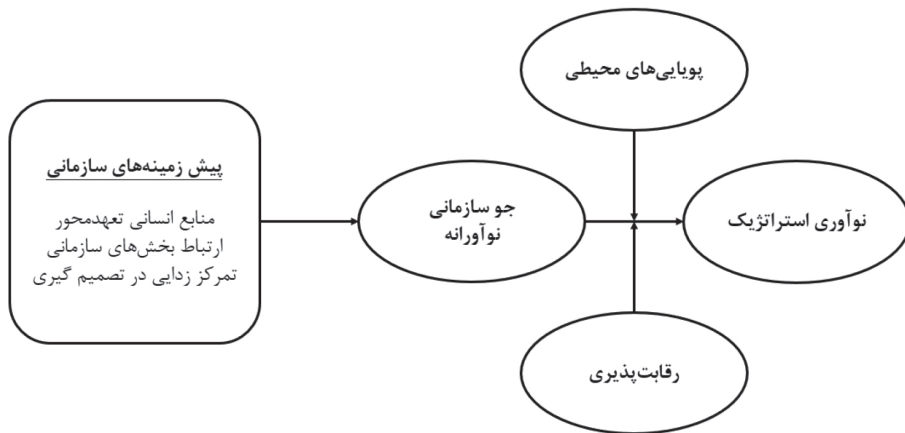 پویایی‌های محیطی
پیش زمینه‌های سازمانی
منابع انسانی تعهدمحور
ارتباط بخش‌های سازمانی
تمرکز زدایی در تصمیم گیری
جو سازمانی
نوآورانه
نوآوری استراتژیک
رقابت‌پذیری